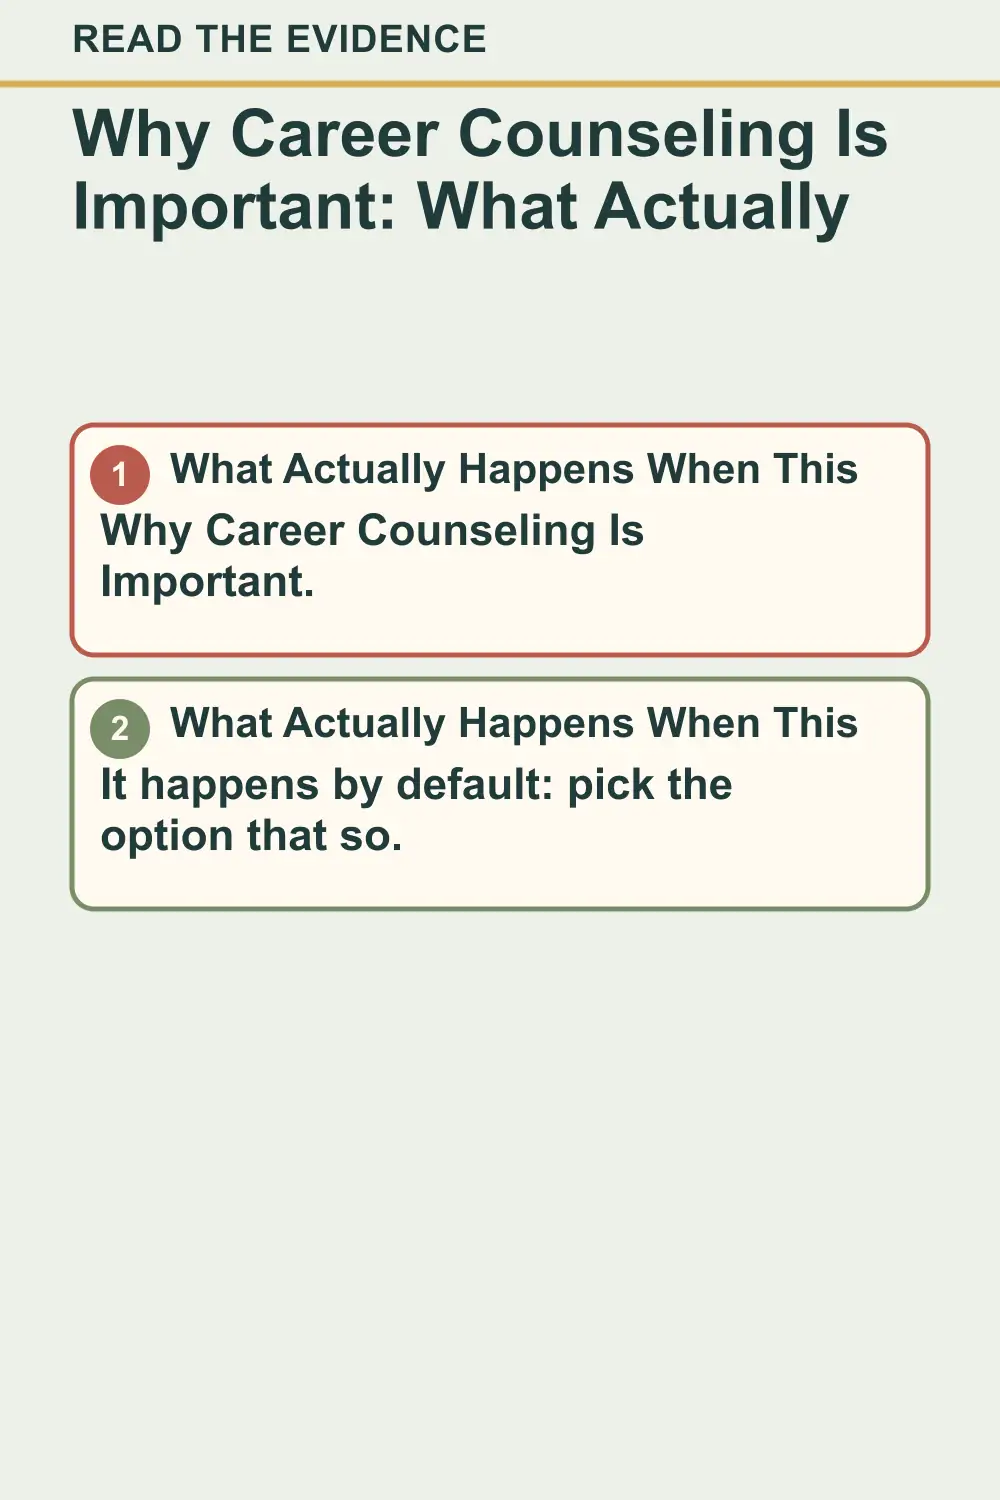 READ THE EVIDENCE
Why Career Counseling Is
Important: What Actually
1 What Actually Happens When This
Why Career Counseling Is
Important.
2 What Actually Happens When This
It happens by default: pick the
option that so.